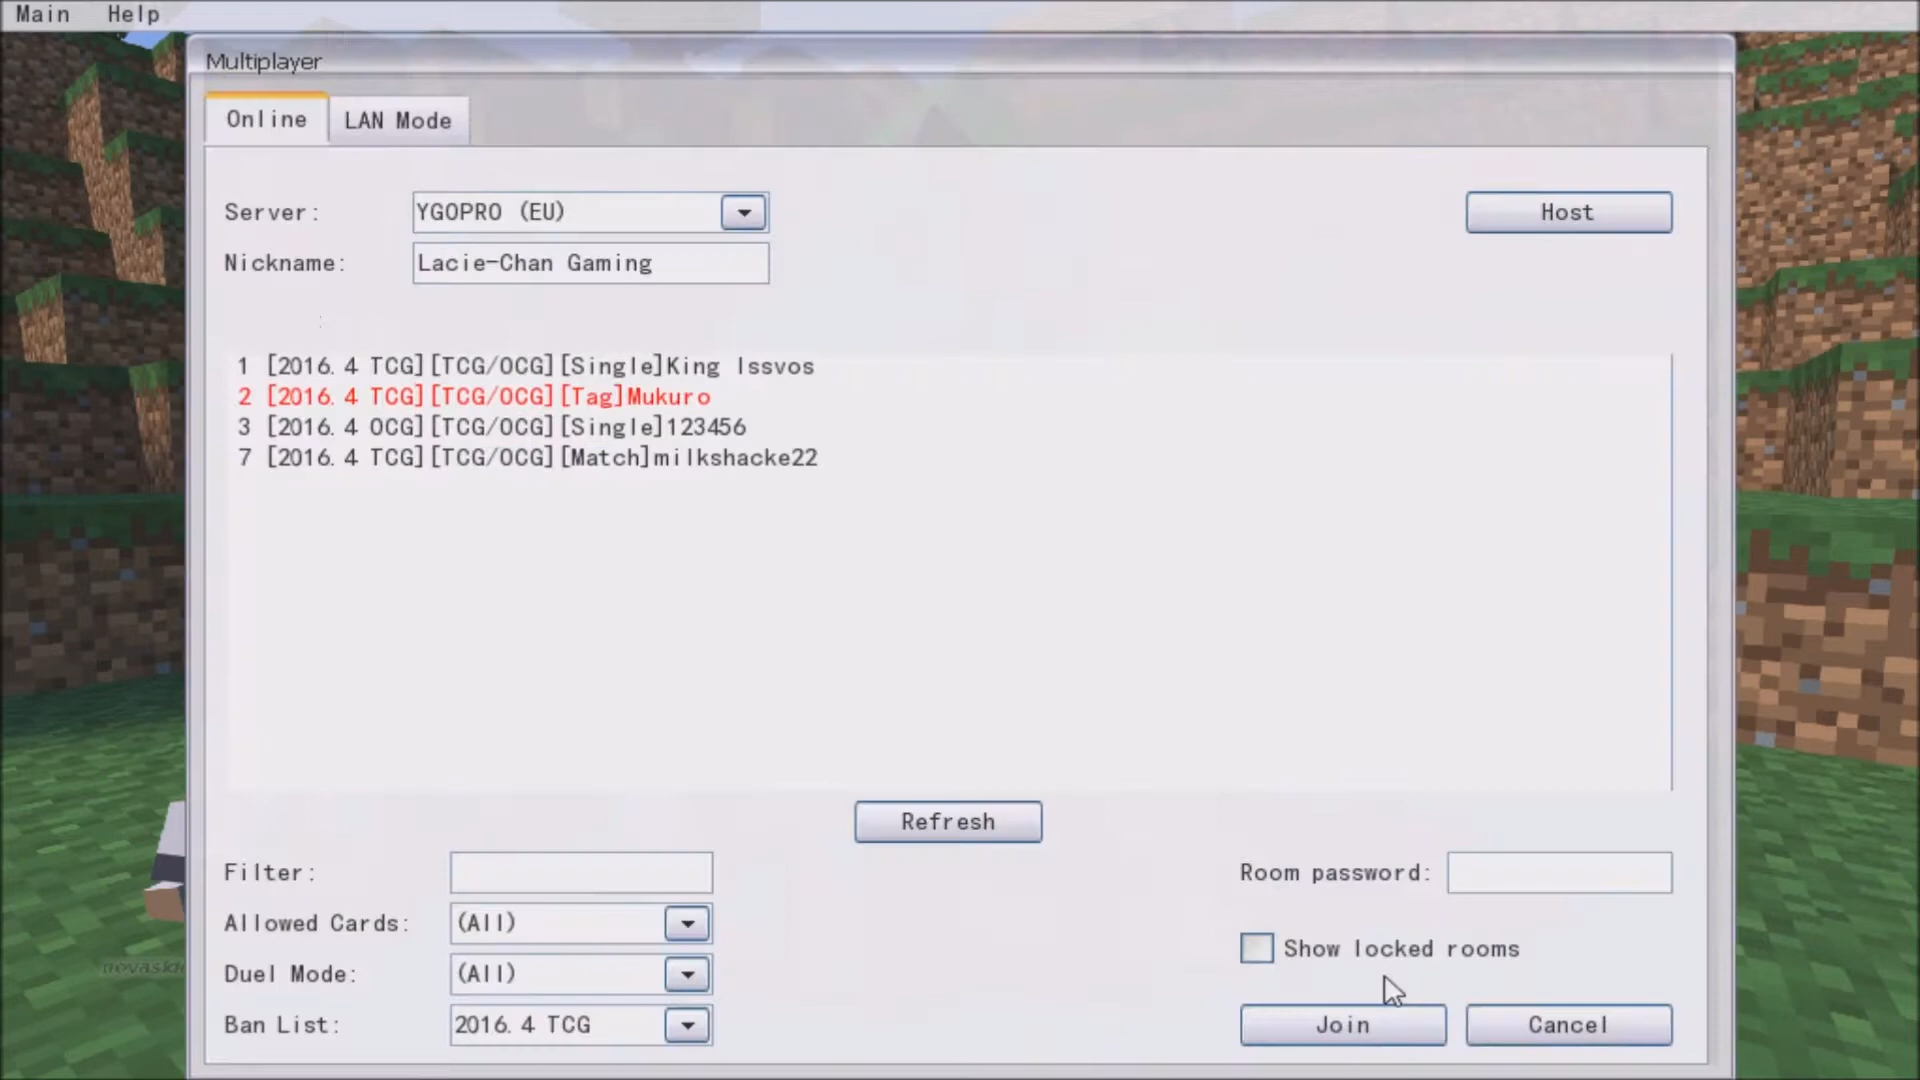 Main Help
Multiplayer
Online LAN Mode
Server: YGOPRO (EU) Host
Nickname: Lacie-Chan Gaming
:
1 [2016.4 TCG][TCG/OCG][Single]King Issvos
2 [2016.4 TCG][TCG/OCG][Tag]Mukuro
3 [2016.4 OCG][TCG/OCG][Single]123456
7 [2016.4 TCG][TCG/OCG][Match]milkshacke22
Refresh
Filter: Room password:
Allowed Cards: (All)
Show locked rooms
Duel Mode: (All)
Ban List: 2016.4 TCG Join Cancel